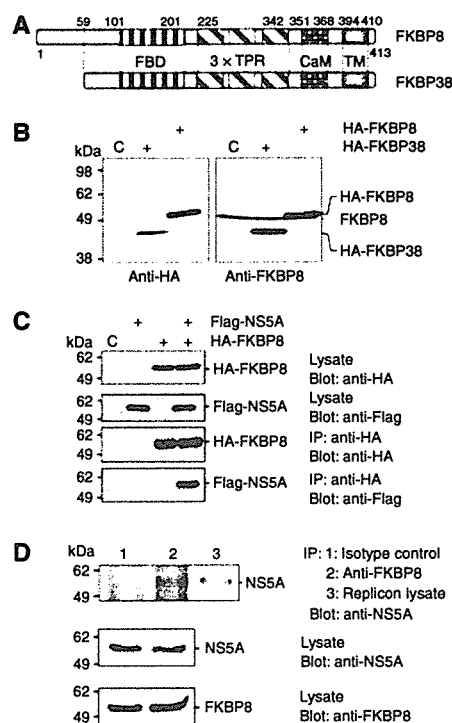 A
59 101 201 225 342 351 368 394 410
FKBP8
1
413
FBD 3 × TPR CaM TM
FKBP38
B
+ HA-FKBP8
kDa C + HA-FKBP38
98
62
49
38
HA-FKBP8
FKBP8
HA-FKBP38
Anti-HA Anti-FKBP8
C
+ + Flag-NS5A
kDa C + + HA-FKBP8
62
49
HA-FKBP8
Lysate
Blot: anti-HA
62
49
Flag-NS5A
Lysate
Blot: anti-Flag
62
49
HA-FKBP8
IP: anti-HA
Blot: anti-HA
62
49
Flag-NS5A
IP: anti-HA
Blot: anti-Flag
D
kDa 1 2 3
62
49
NS5A
IP: 1: Isotype control
2: Anti-FKBP8
3: Replicon lysate
Blot: anti-NS5A
62
49
NS5A
Lysate
Blot: anti-NS5A
62
49
FKBP8
Lysate
Blot: anti-FKBP8